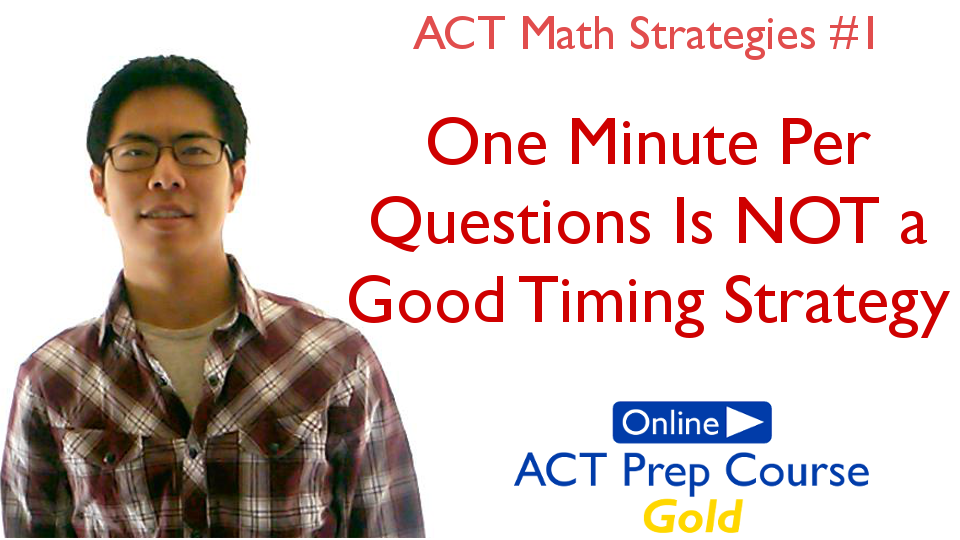 ACT Math Strategies #1
One Minute Per
Questions Is NOT a
Good Timing Strategy
Online
ACT Prep Course
Gold